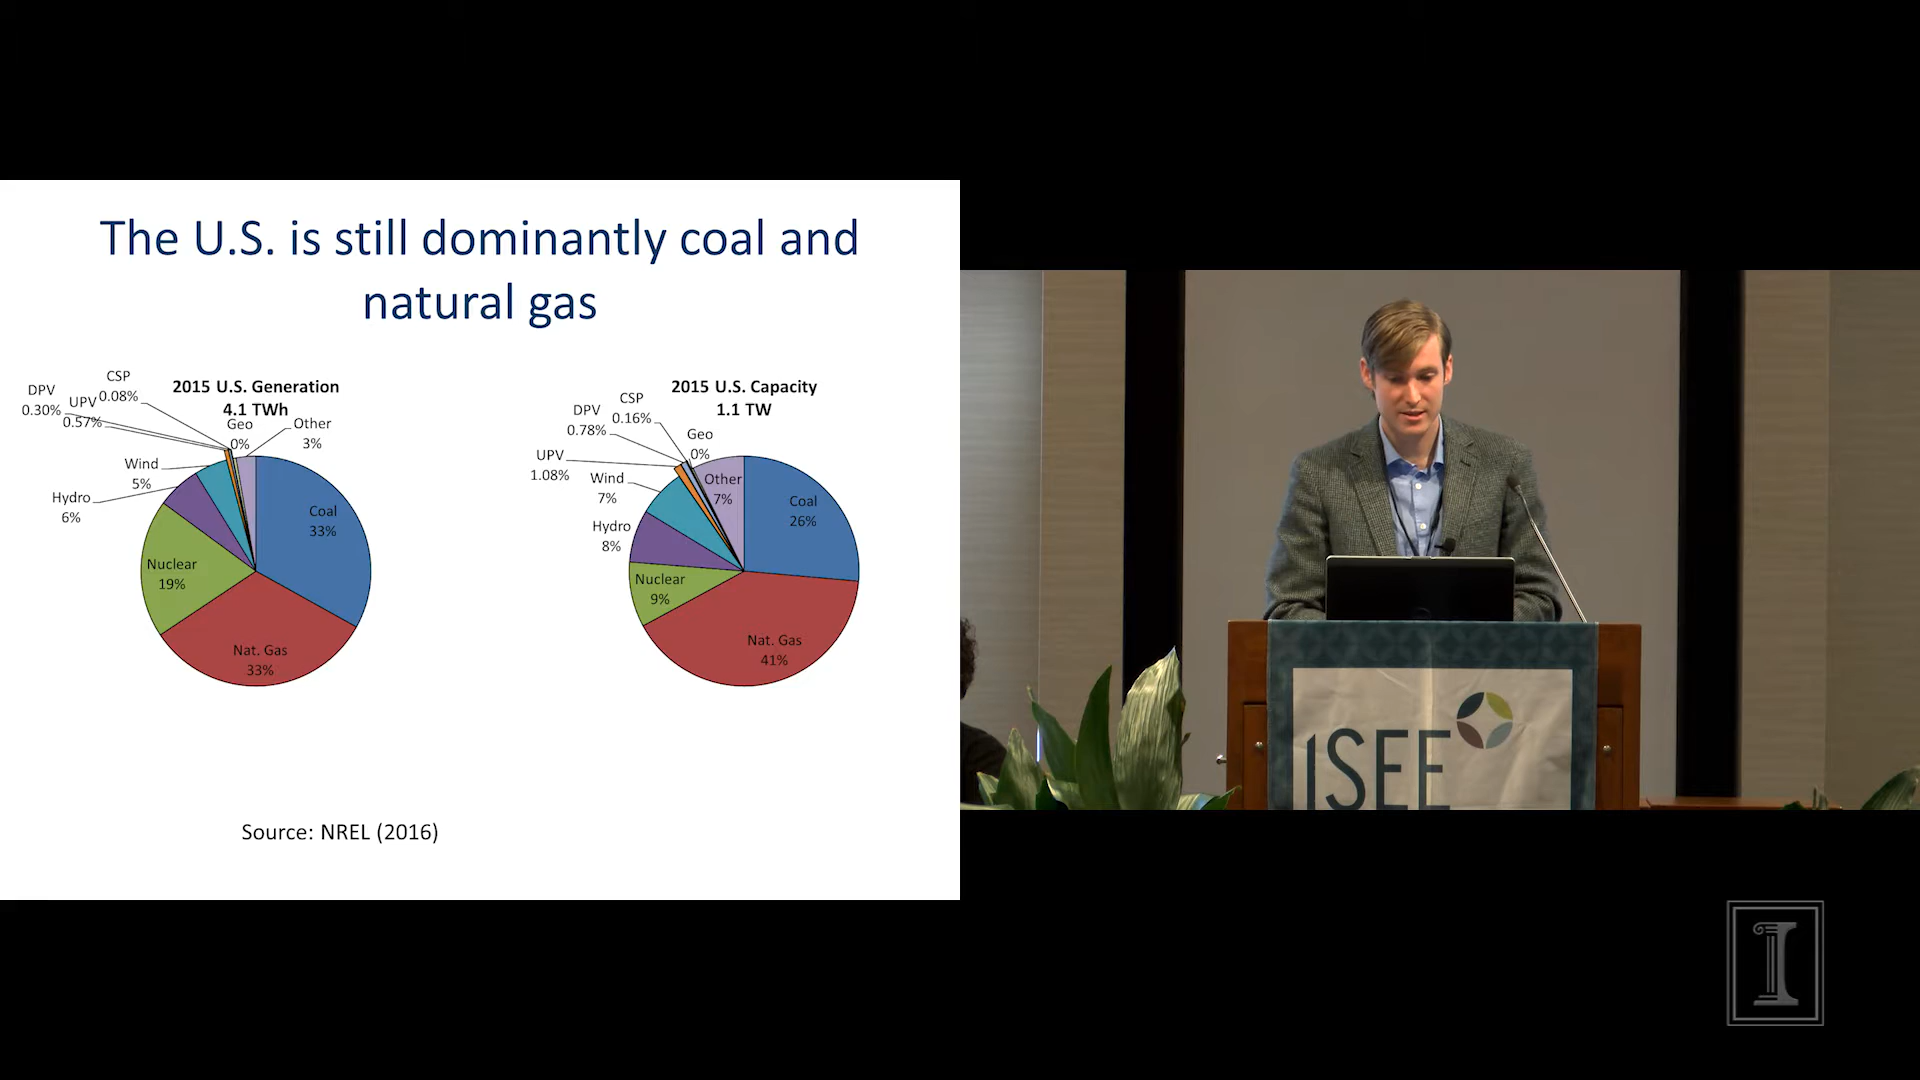 The U.S. is still dominantly coal and
natural gas
2015 U.S. Generation
4.1 TWh
CSP
0.08%
DPV
0.30%
UPV
0.57%
Geo
0%
Other
3%
Wind
5%
Hydro
6%
Coal
33%
Nuclear
19%
Nat. Gas
33%
2015 U.S. Capacity
1.1 TW
CSP
0.16%
DPV
0.78%
Geo
0%
UPV
1.08%
Wind
7%
Other
7%
Hydro
8%
Coal
26%
Nuclear
9%
Nat. Gas
41%
Source: NREL (2016)
iSEE
I